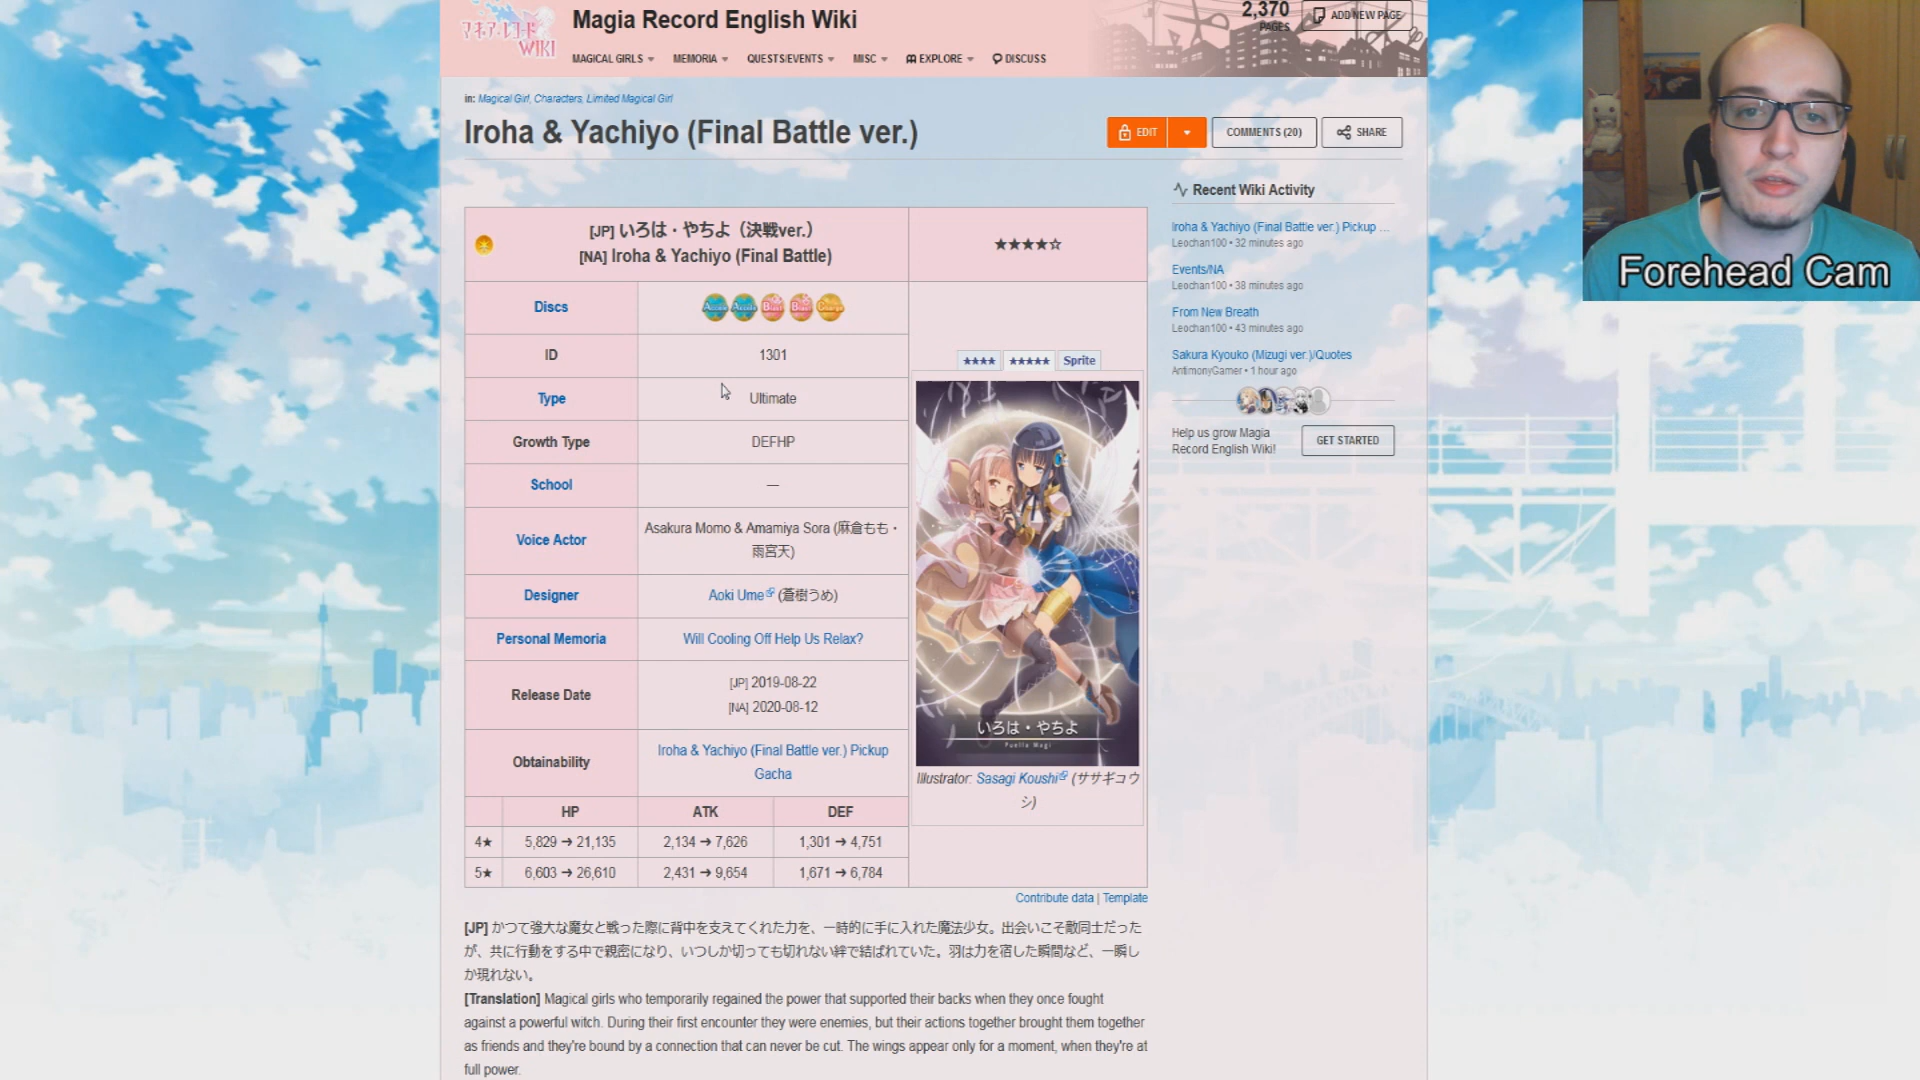 マギアレコード
WIKI
Magia Record English Wiki
2,370
PAGES
ADD NEW PAGE
MAGICAL GIRLS
MEMORIA
QUESTS/EVENTS
MISC
EXPLORE
DISCUSS
in: Magical Girl, Characters, Limited Magical Girl
Iroha & Yachiyo (Final Battle ver.)
EDIT
COMMENTS (20)
SHARE
[JP] いろは・やちよ（決戦ver.）
[NA] Iroha & Yachiyo (Final Battle)
★★★★☆
Discs
Accele Accele Blast Blast Charge
ID
1301
Type
Ultimate
Growth Type
DEFHP
School
—
Voice Actor
Asakura Momo & Amamiya Sora (麻倉もも・
雨宮天)
Designer
Aoki Ume (蒼樹うめ)
Personal Memoria
Will Cooling Off Help Us Relax?
Release Date
[JP] 2019-08-22
[NA] 2020-08-12
Obtainability
Iroha & Yachiyo (Final Battle ver.) Pickup
Gacha
★★★★
★★★★★
Sprite
いろは・やちよ
Puella Magi
Illustrator: Sasagi Koushi (ササギコウ
シ)
HP
ATK
DEF
4★
5,829 ➔ 21,135
2,134 ➔ 7,626
1,301 ➔ 4,751
5★
6,603 ➔ 26,610
2,431 ➔ 9,654
1,671 ➔ 6,784
Contribute data | Template
[JP] かつて強大な魔女と戦った際に背中を支えてくれた力を、一時的に手に入れた魔法少女。出会いこそ敵同士だった
が、共に行動をする中で親密になり、いつしか切っても切れない絆で結ばれていた。羽は力を宿した瞬間など、一瞬し
か現れない。
[Translation] Magical girls who temporarily regained the power that supported their backs when they once fought
against a powerful witch. During their first encounter they were enemies, but their actions together brought them together
as friends and they're bound by a connection that can never be cut. The wings appear only for a moment, when they're at
full power.
Recent Wiki Activity
Iroha & Yachiyo (Final Battle ver.) Pickup ...
Leochan100 • 32 minutes ago
Events/NA
Leochan100 • 38 minutes ago
From New Breath
Leochan100 • 43 minutes ago
Sakura Kyouko (Mizugi ver.)/Quotes
AntimonyGamer • 1 hour ago
Help us grow Magia
Record English Wiki!
GET STARTED
Forehead Cam